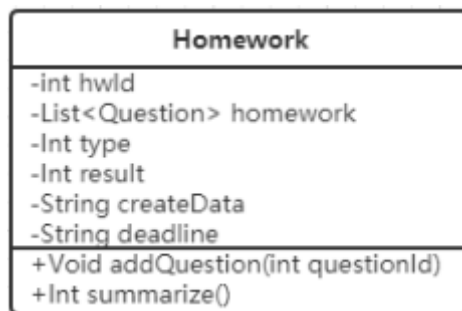 Homework
-int hwId
-List<Question> homework
-Int type
-Int result
-String createData
-String deadline
+Void addQuestion(int questionId)
+Int summarize()